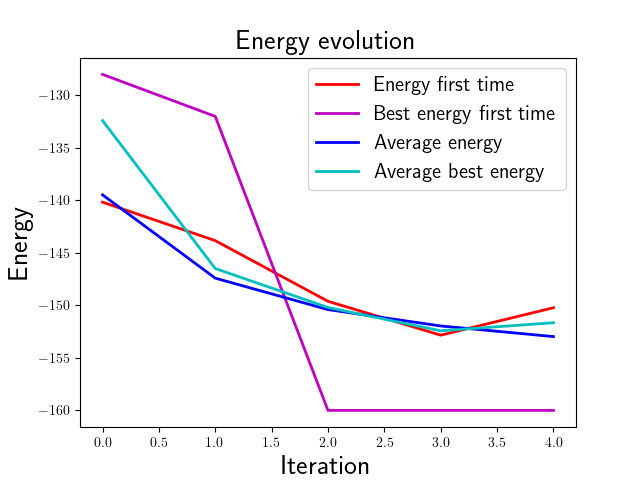 Energy evolution
Energy first time
Best energy first time
Average energy
Average best energy
Energy
−130
−135
−140
−145
−150
−155
−160
0.0 0.5 1.0 1.5 2.0 2.5 3.0 3.5 4.0
Iteration